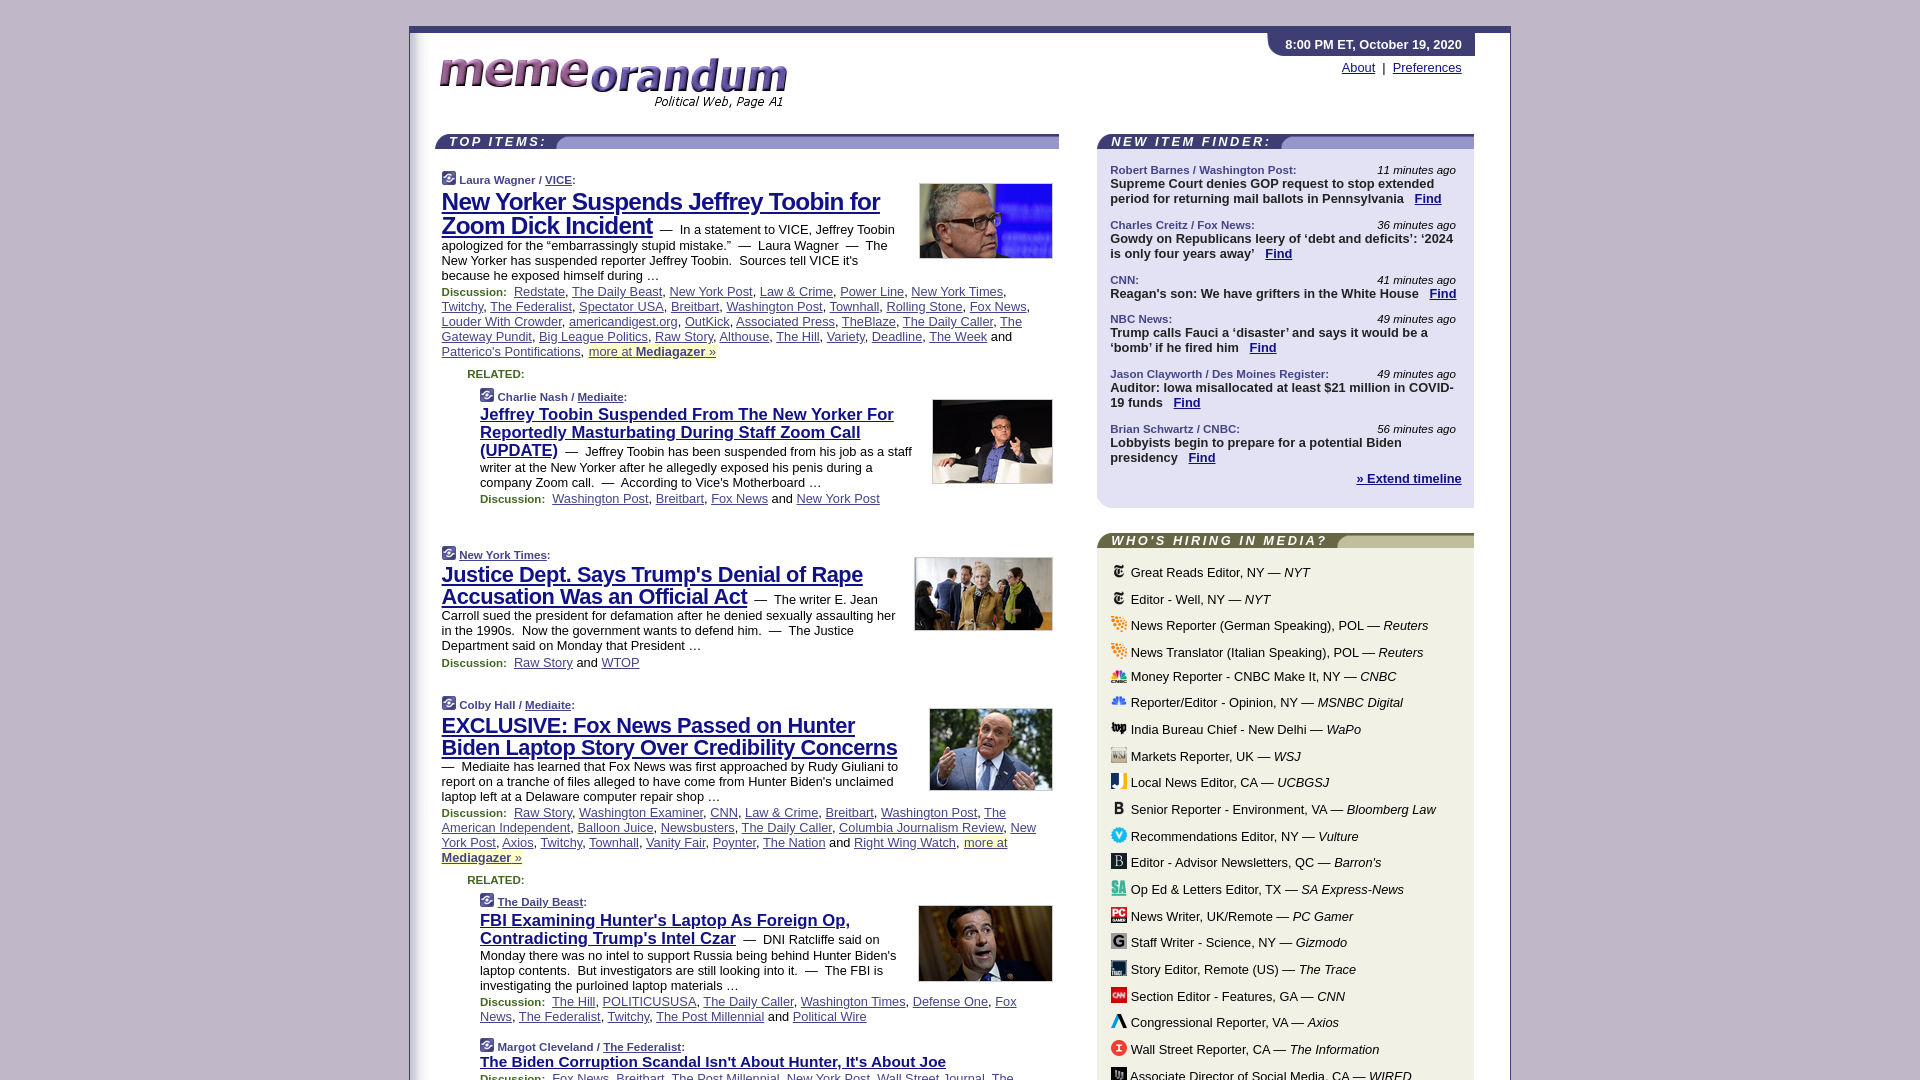 8:00 PM ET, October 19, 2020
About | Preferences
memeorandum
Political Web, Page A1
TOP ITEMS:
Laura Wagner / VICE:
New Yorker Suspends Jeffrey Toobin for
Zoom Dick Incident — In a statement to VICE, Jeffrey Toobin
apologized for the “embarrassingly stupid mistake.” — Laura Wagner — The
New Yorker has suspended reporter Jeffrey Toobin. Sources tell VICE it's
because he exposed himself during …
Discussion: Redstate, The Daily Beast, New York Post, Law & Crime, Power Line, New York Times,
Twitchy, The Federalist, Spectator USA, Breitbart, Washington Post, Townhall, Rolling Stone, Fox News,
Louder With Crowder, americandigest.org, OutKick, Associated Press, TheBlaze, The Daily Caller, The
Gateway Pundit, Big League Politics, Raw Story, Althouse, The Hill, Variety, Deadline, The Week and
Patterico's Pontifications, more at Mediagazer »
RELATED:
Charlie Nash / Mediaite:
Jeffrey Toobin Suspended From The New Yorker For
Reportedly Masturbating During Staff Zoom Call
(UPDATE) — Jeffrey Toobin has been suspended from his job as a staff
writer at the New Yorker after he allegedly exposed his penis during a
company Zoom call. — According to Vice's Motherboard …
Discussion: Washington Post, Breitbart, Fox News and New York Post
New York Times:
Justice Dept. Says Trump's Denial of Rape
Accusation Was an Official Act — The writer E. Jean
Carroll sued the president for defamation after he denied sexually assaulting her
in the 1990s. Now the government wants to defend him. — The Justice
Department said on Monday that President …
Discussion: Raw Story and WTOP
Colby Hall / Mediaite:
EXCLUSIVE: Fox News Passed on Hunter
Biden Laptop Story Over Credibility Concerns
— Mediaite has learned that Fox News was first approached by Rudy Giuliani to
report on a tranche of files alleged to have come from Hunter Biden's unclaimed
laptop left at a Delaware computer repair shop …
Discussion: Raw Story, Washington Examiner, CNN, Law & Crime, Breitbart, Washington Post, The
American Independent, Balloon Juice, Newsbusters, The Daily Caller, Columbia Journalism Review, New
York Post, Axios, Twitchy, Townhall, Vanity Fair, Poynter, The Nation and Right Wing Watch, more at
Mediagazer »
RELATED:
The Daily Beast:
FBI Examining Hunter's Laptop As Foreign Op,
Contradicting Trump's Intel Czar — DNI Ratcliffe said on
Monday there was no intel to support Russia being behind Hunter Biden's
laptop contents. But investigators are still looking into it. — The FBI is
investigating the purloined laptop materials …
Discussion: The Hill, POLITICUSUSA, The Daily Caller, Washington Times, Defense One, Fox
News, The Federalist, Twitchy, The Post Millennial and Political Wire
Margot Cleveland / The Federalist:
The Biden Corruption Scandal Isn't About Hunter, It's About Joe
Discussion: Fox News, Breitbart, The Post Millennial, New York Post, Wall Street Journal, The
NEW ITEM FINDER:
Robert Barnes / Washington Post: 11 minutes ago
Supreme Court denies GOP request to stop extended
period for returning mail ballots in Pennsylvania Find
Charles Creitz / Fox News: 36 minutes ago
Gowdy on Republicans leery of ‘debt and deficits’: ‘2024
is only four years away’ Find
CNN: 41 minutes ago
Reagan's son: We have grifters in the White House Find
NBC News: 49 minutes ago
Trump calls Fauci a ‘disaster’ and says it would be a
‘bomb’ if he fired him Find
Jason Clayworth / Des Moines Register: 49 minutes ago
Auditor: Iowa misallocated at least $21 million in COVID-
19 funds Find
Brian Schwartz / CNBC: 56 minutes ago
Lobbyists begin to prepare for a potential Biden
presidency Find
» Extend timeline
WHO'S HIRING IN MEDIA?
Great Reads Editor, NY — NYT
Editor - Well, NY — NYT
News Reporter (German Speaking), POL — Reuters
News Translator (Italian Speaking), POL — Reuters
Money Reporter - CNBC Make It, NY — CNBC
Reporter/Editor - Opinion, NY — MSNBC Digital
India Bureau Chief - New Delhi — WaPo
Markets Reporter, UK — WSJ
Local News Editor, CA — UCBGSJ
Senior Reporter - Environment, VA — Bloomberg Law
Recommendations Editor, NY — Vulture
Editor - Advisor Newsletters, QC — Barron's
Op Ed & Letters Editor, TX — SA Express-News
News Writer, UK/Remote — PC Gamer
Staff Writer - Science, NY — Gizmodo
Story Editor, Remote (US) — The Trace
Section Editor - Features, GA — CNN
Congressional Reporter, VA — Axios
Wall Street Reporter, CA — The Information
Associate Director of Social Media, CA — WIRED